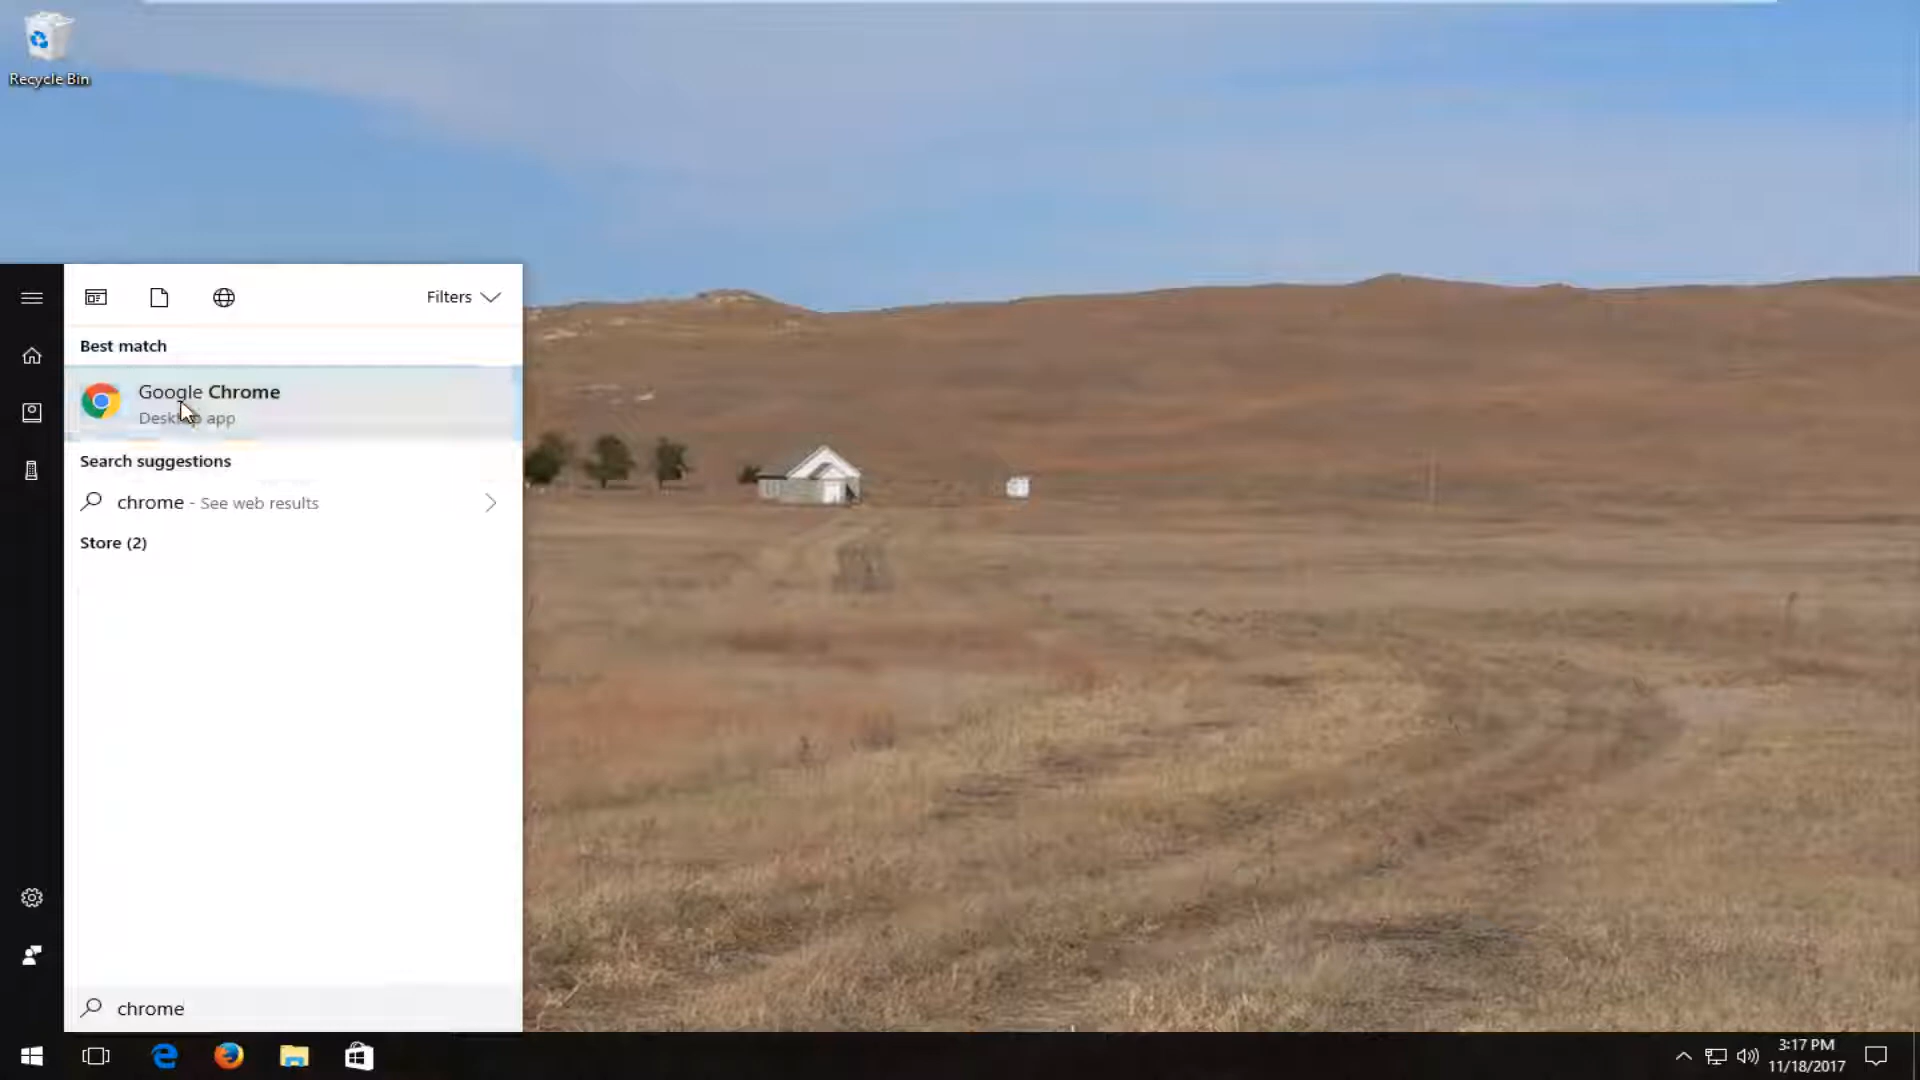 Recycle Bin
Filters
Best match
Google Chrome
Desktop app
Search suggestions
chrome - See web results
Store (2)
chrome
3:17 PM
11/18/2017